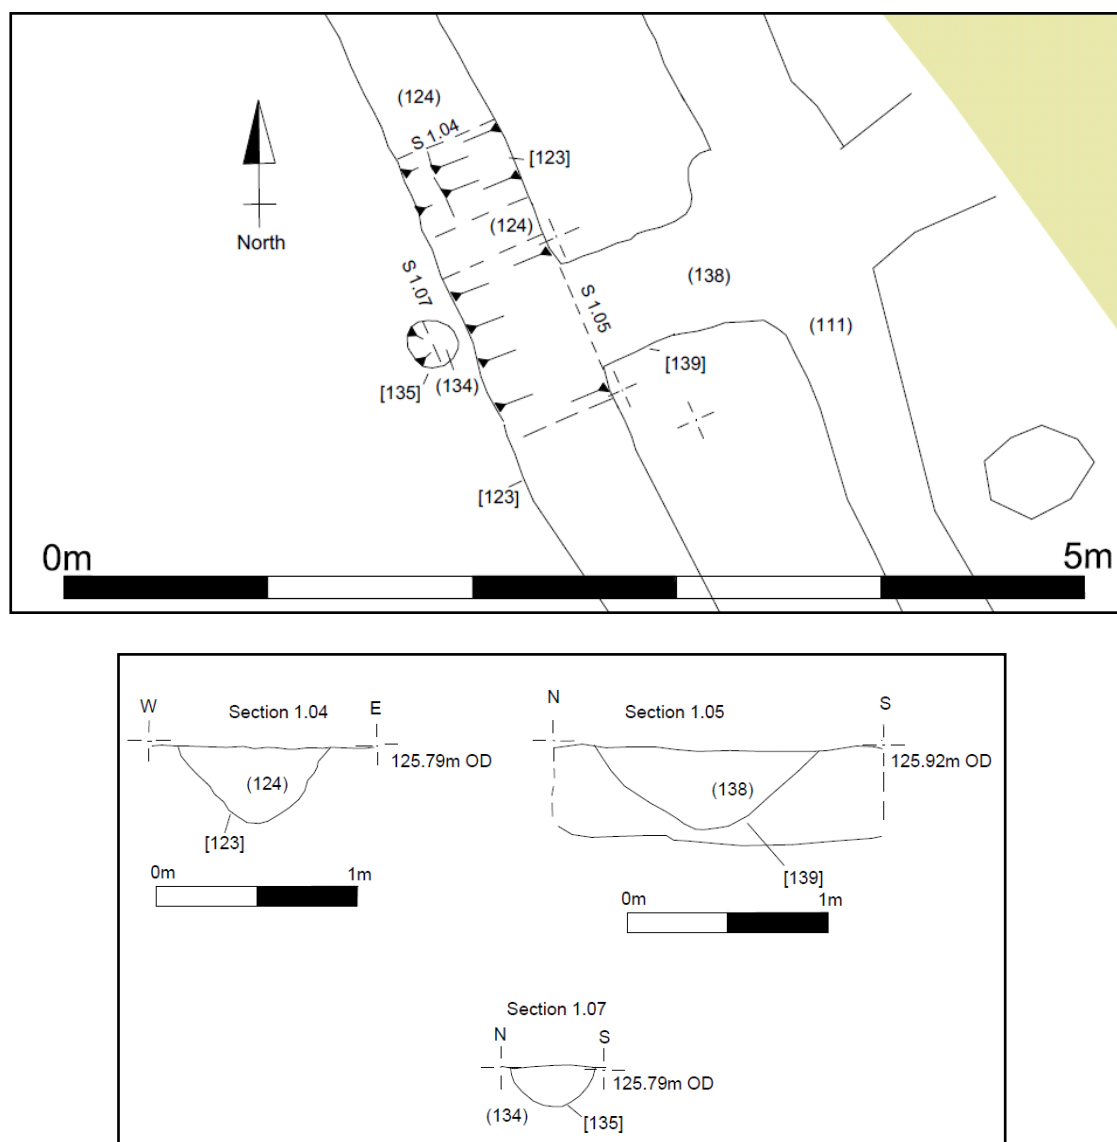 (124)
S 1.04
[123]
(124)
North
S 1.07
S 1.05
(138)
(111)
[139]
[135]
(134)
[123]
0m
5m
W
Section 1.04
E
125.79m OD
(124)
[123]
0m
1m
N
Section 1.05
S
125.92m OD
(138)
[139]
0m
1m
Section 1.07
N
S
125.79m OD
(134)
[135]